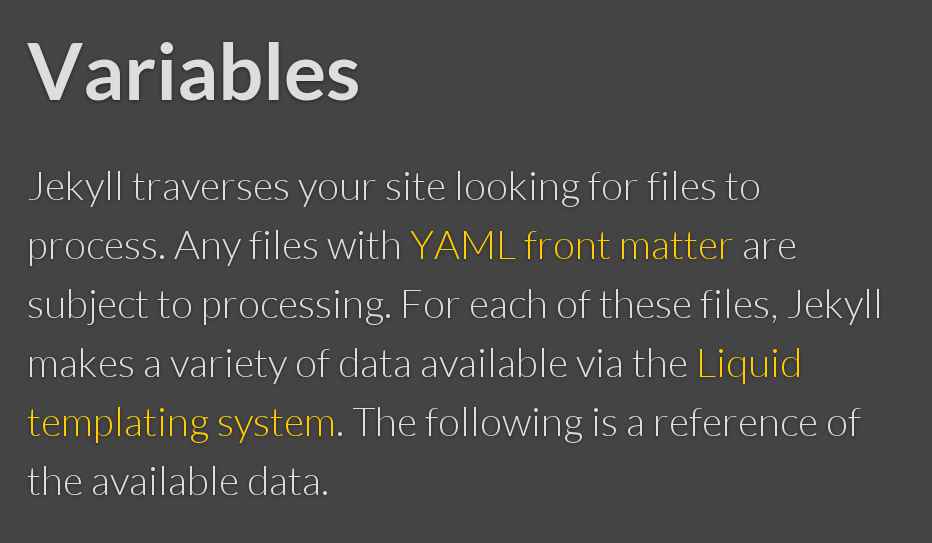 Variables
Jekyll traverses your site looking for files to
process. Any files with YAML front matter are
subject to processing. For each of these files, Jekyll
makes a variety of data available via the Liquid
templating system. The following is a reference of
the available data.